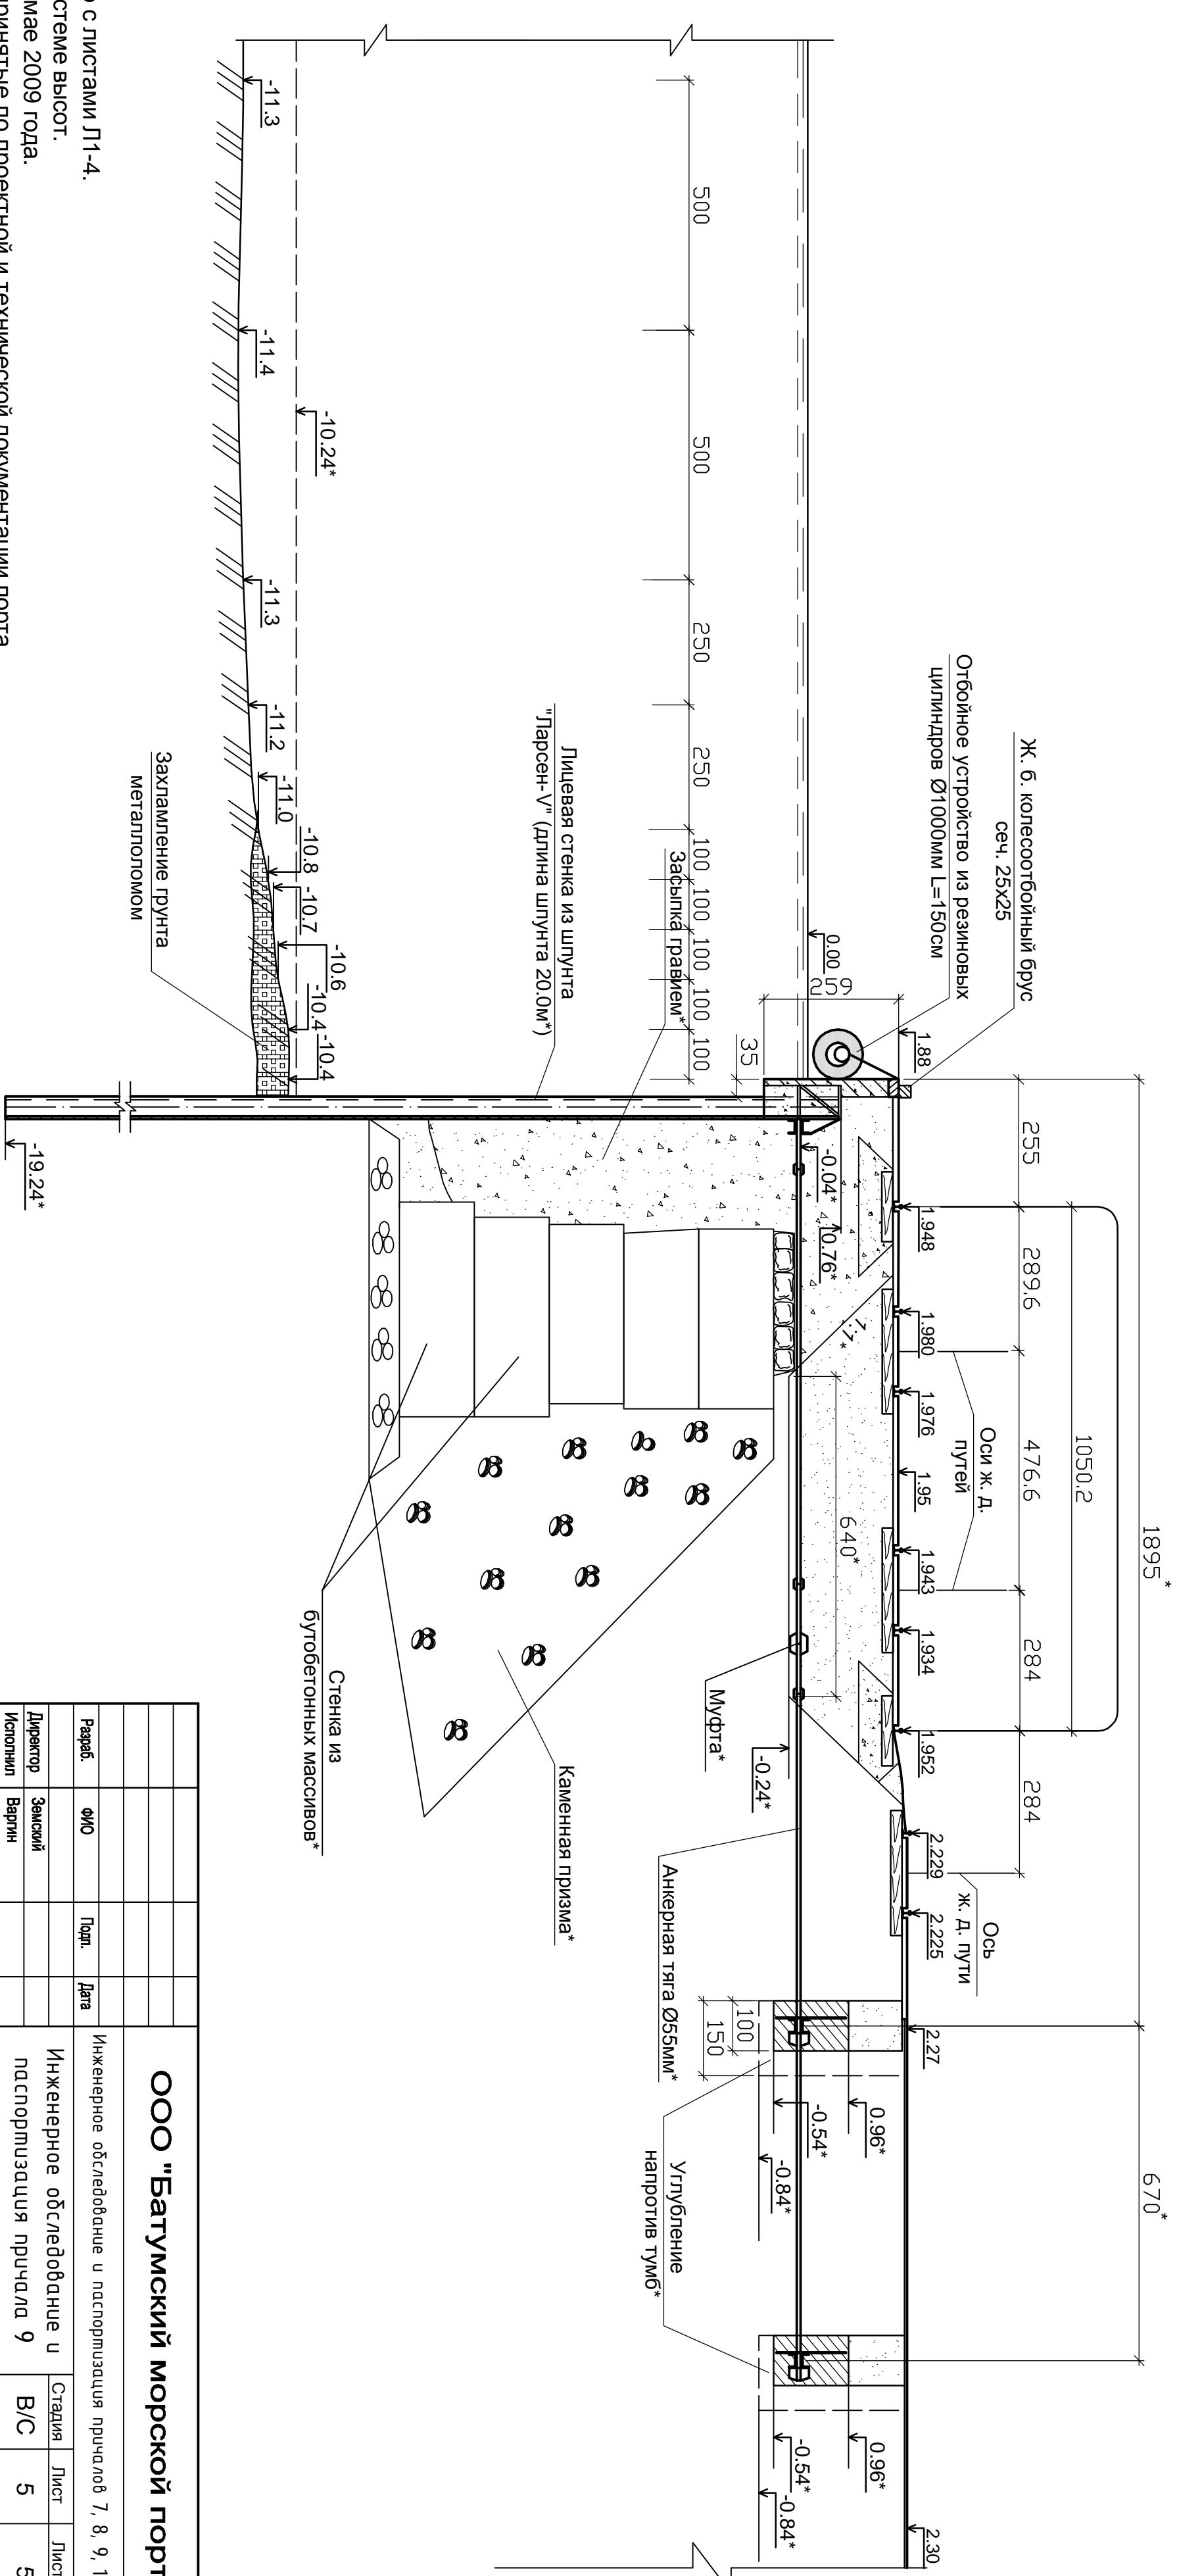 Ж. б. колесоотбойный брус
сеч. 25х25
Отбойное устройство из резиновых
цилиндров Ø1000мм L=150см
1895*
670*
1050.2
255
289.6
476.6
284
284
Оси ж. д.
путей
Ось
ж. д. пути
1.88
1.948
1.980
1.976
1.95
1.943
1.934
1.952
2.229
2.225
2.27
2.30
0.00
259
35
-0.04*
0.76*
1:1*
640*
Муфта*
-0.24*
Анкерная тяга Ø55мм*
100
150
0.96*
-0.54*
-0.84*
0.96*
-0.54*
-0.84*
Углубление
напротив тумб*
500
500
250
250
100
100
100
100
100
Засыпка гравием*
Лицевая стенка из шпунта
"Ларсен-V" (длина шпунта 20.0м*)
Каменная призма*
Стенка из
бутобетонных массивов*
-10.24*
-11.3
-11.4
-11.3
-11.2
-11.0
-10.8
-10.7
-10.6
-10.4
-10.4
Захламление грунта
металлоломом
-19.24*
с листами Л1-4.
стеме высот.
мае 2009 года.
принятые по проектной и технической документации порта
ООО "Батумский морской порт
Инженерное обследование и паспортизация причалов 7, 8, 9, 1
Разраб.
ФИО
Подп.
Дата
Директор
Земский
Исполнил
Варгин
Инженерное обследование и
паспортизация причала 9
Стадия
Лист
Лист
В/С
5
5